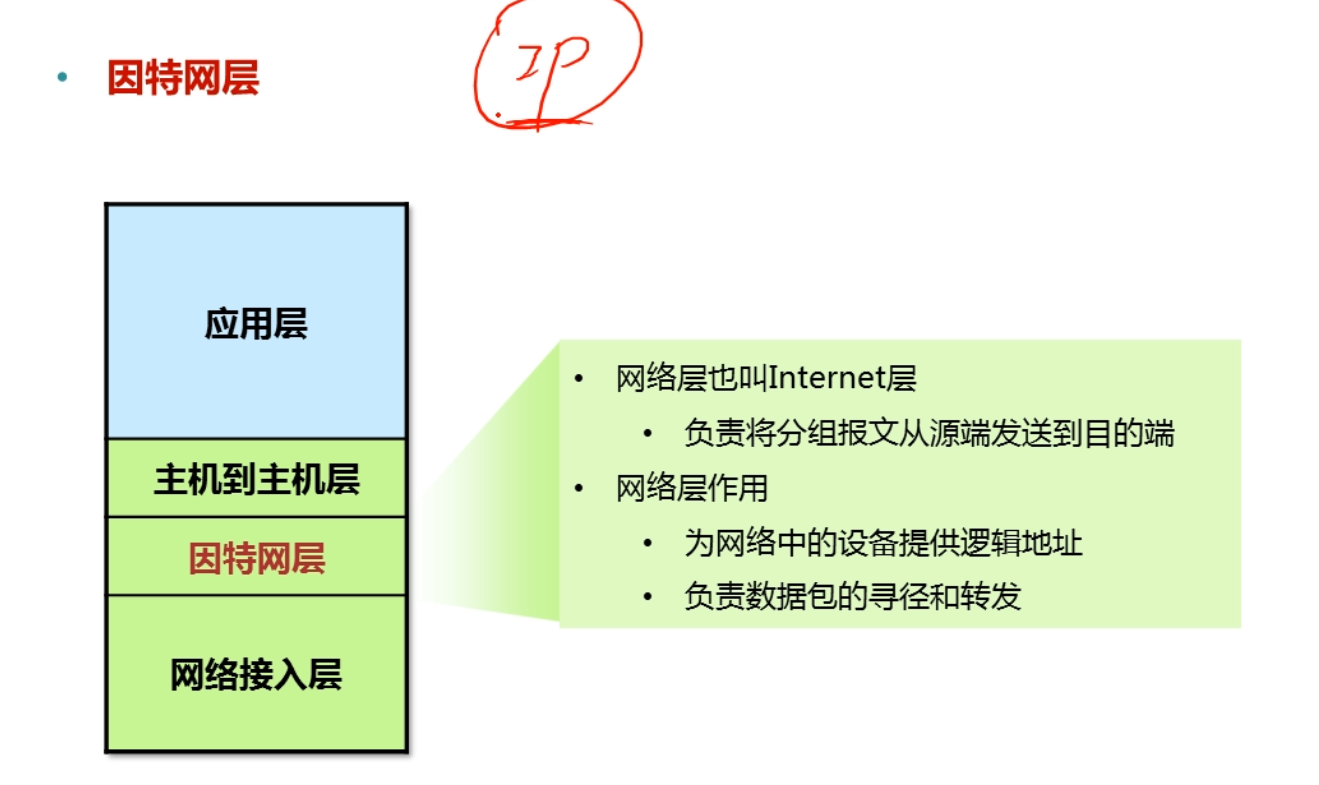 因特网层
IP
应用层
主机到主机层
因特网层
网络接入层
网络层也叫Internet层
负责将分组报文从源端发送到目的端
网络层作用
为网络中的设备提供逻辑地址
负责数据包的寻径和转发